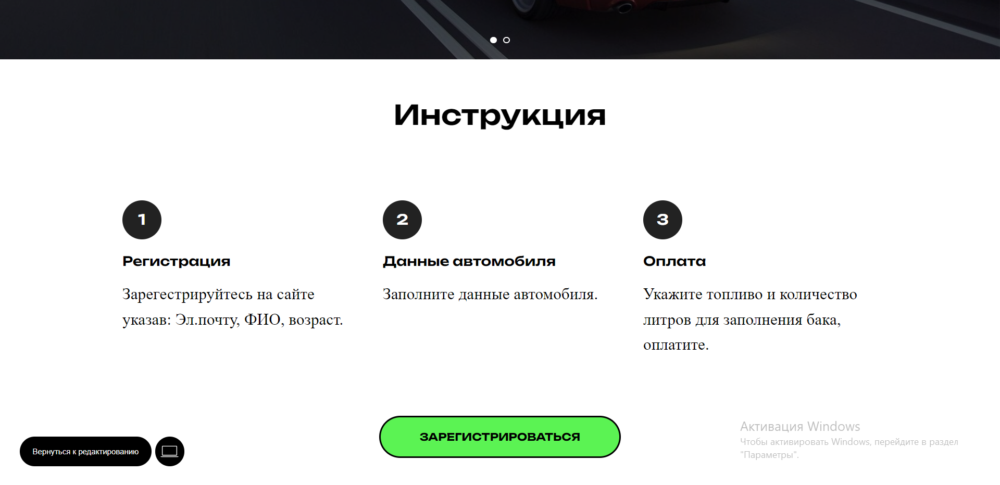 Инструкция
1
Регистрация
Зарегестрируйтесь на сайте
указав: Эл.почту, ФИО, возраст.
2
Данные автомобиля
Заполните данные автомобиля.
3
Оплата
Укажите топливо и количество
литров для заполнения бака,
оплатите.
ЗАРЕГИСТРИРОВАТЬСЯ
Вернуться к редактированию
Активация Windows
Чтобы активировать Windows, перейдите в раздел
"Параметры".